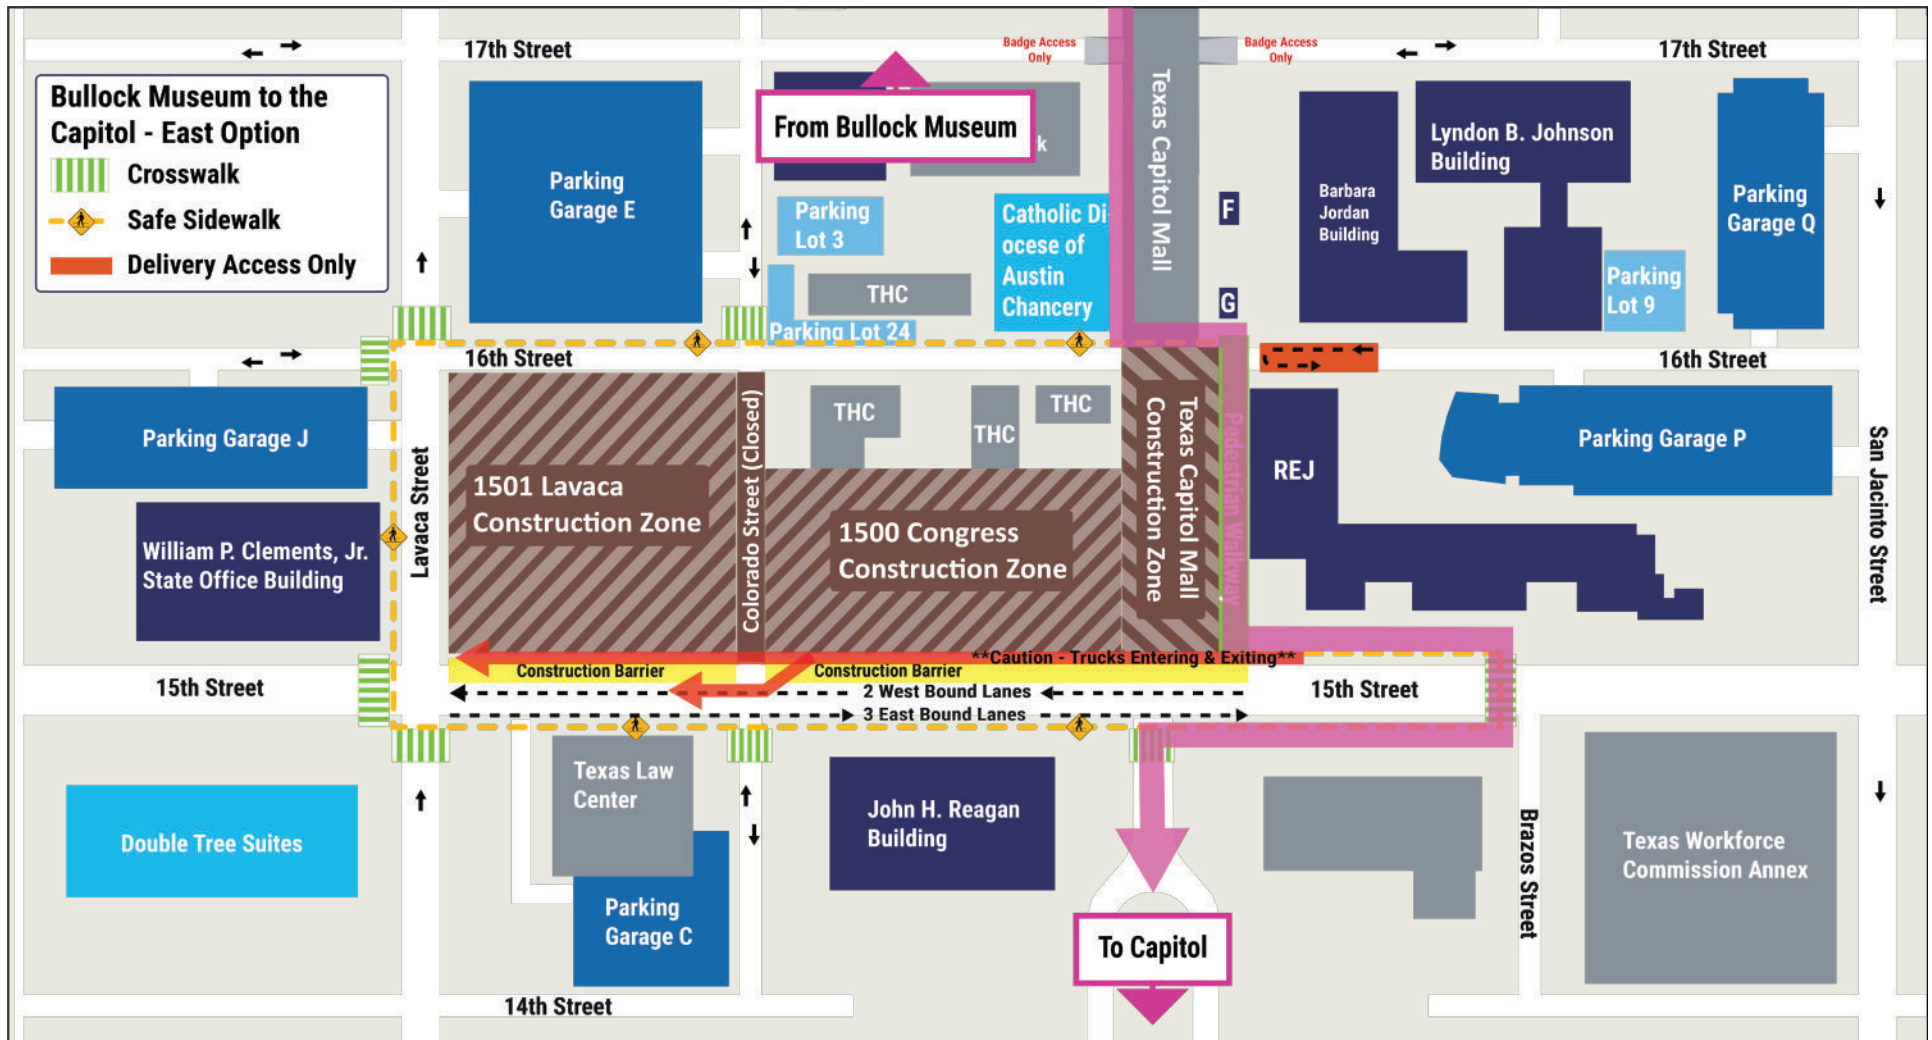 17th Street
Badge Access
Only
Badge Access
Only
17th Street
Bullock Museum to the
Capitol - East Option
Crosswalk
Safe Sidewalk
Delivery Access Only
From Bullock Museum
k
Texas Capitol Mall
Parking
Garage E
Parking
Lot 3
Catholic Di-
ocese of
Austin
Chancery
F
G
THC
Parking Lot 24
Barbara
Jordan
Building
Lyndon B. Johnson
Building
Parking
Lot 9
Parking
Garage Q
16th Street
16th Street
Parking Garage J
William P. Clements, Jr.
State Office Building
Lavaca Street
1501 Lavaca
Construction Zone
Colorado Street (Closed)
THC
THC
THC
1500 Congress
Construction Zone
Texas Capitol Mall
Construction Zone
Pedestrian Walkway
REJ
Parking Garage P
San Jacinto Street
**Caution - Trucks Entering & Exiting**
Construction Barrier
Construction Barrier
15th Street
2 West Bound Lanes
15th Street
3 East Bound Lanes
Texas Law
Center
Double Tree Suites
Parking
Garage C
John H. Reagan
Building
Brazos Street
Texas Workforce
Commission Annex
To Capitol
14th Street